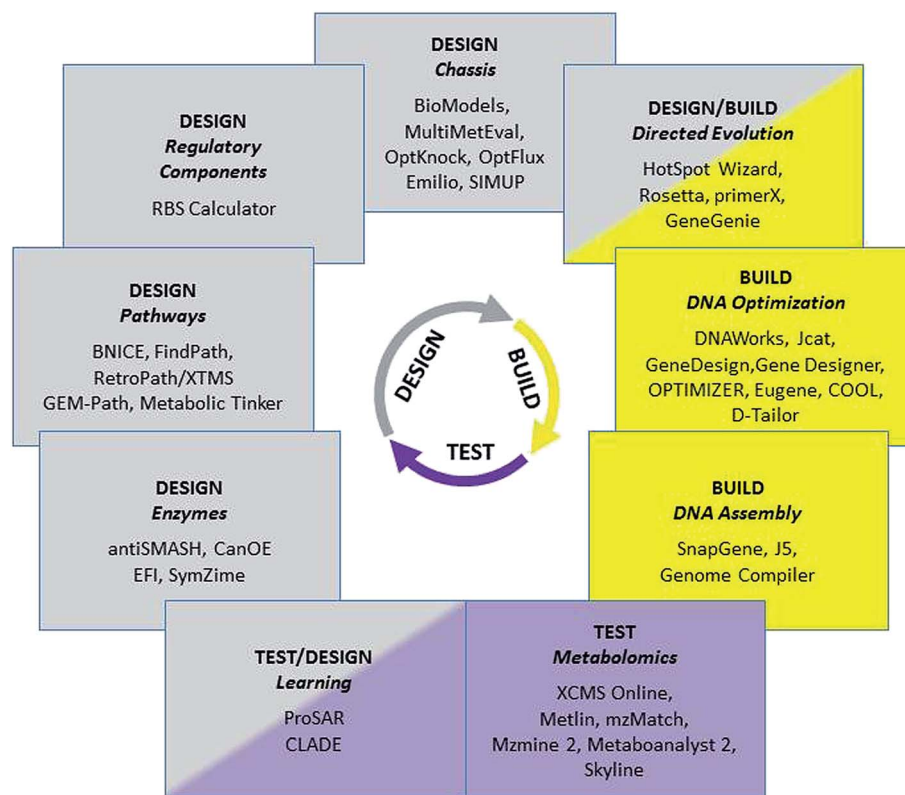 DESIGN
Chassis
BioModels,
MultiMetEval,
OptKnock, OptFlux
Emilio, SIMUP
DESIGN/BUILD
Directed Evolution
HotSpot Wizard,
Rosetta, primerX,
GeneGenie
BUILD
DNA Optimization
DNAWorks, Jcat,
GeneDesign,Gene Designer,
OPTIMIZER, Eugene, COOL,
D-Tailor
BUILD
DNA Assembly
SnapGene, J5,
Genome Compiler
TEST
Metabolomics
XCMS Online,
Metlin, mzMatch,
Mzmine 2, Metaboanalyst 2,
Skyline
TEST/DESIGN
Learning
ProSAR
CLADE
DESIGN
Enzymes
antiSMASH, CanOE
EFI, SymZime
DESIGN
Pathways
BNICE, FindPath,
RetroPath/XTMS
GEM-Path, Metabolic Tinker
DESIGN
Regulatory
Components
RBS Calculator
DESIGN
BUILD
TEST